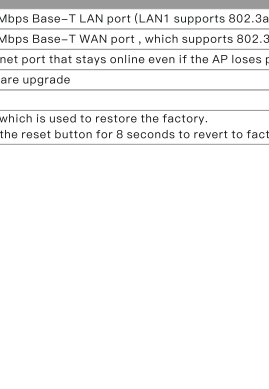 Mbps Base-T LAN port (LAN1 supports 802.3a
Mbps Base-T WAN port , which supports 802.3
net port that stays online even if the AP loses p
are upgrade
which is used to restore the factory.
the reset button for 8 seconds to revert to fact